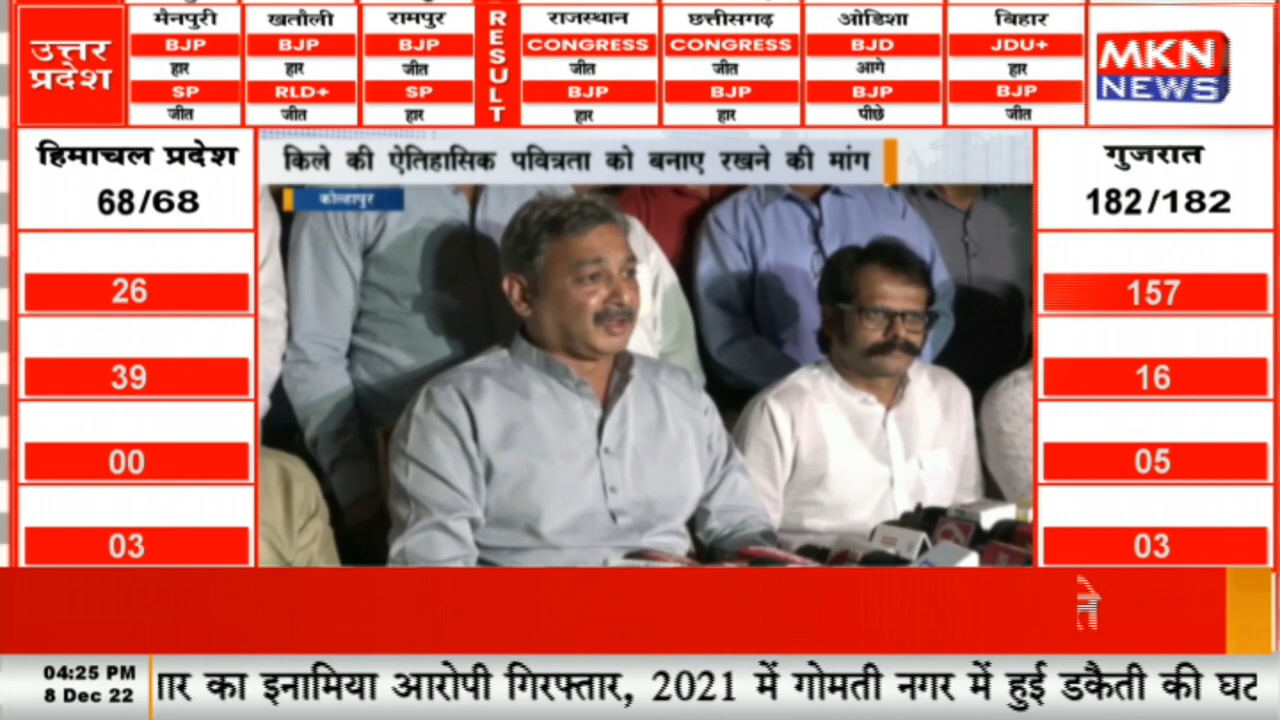 उत्तर
प्रदेश
मैनपुरी
BJP
हार
SP
जीत
खतौली
BJP
हार
RLD+
जीत
रामपुर
BJP
जीत
SP
हार
RESULT
राजस्थान
CONGRESS
जीत
BJP
हार
छत्तीसगढ़
CONGRESS
जीत
BJP
हार
ओडिशा
BJD
आगे
BJP
पीछे
बिहार
JDU+
हार
BJP
जीत
MKN
NEWS
हिमाचल प्रदेश
68/68
26
39
00
03
किले की ऐतिहासिक पवित्रता को बनाए रखने की मांग
कोल्हापुर
गुजरात
182/182
157
16
05
03
04:25 PM
8 Dec 22
गार का इनामिया आरोपी गिरफ्तार, 2021 में गोमती नगर में हुई डकैती की घट